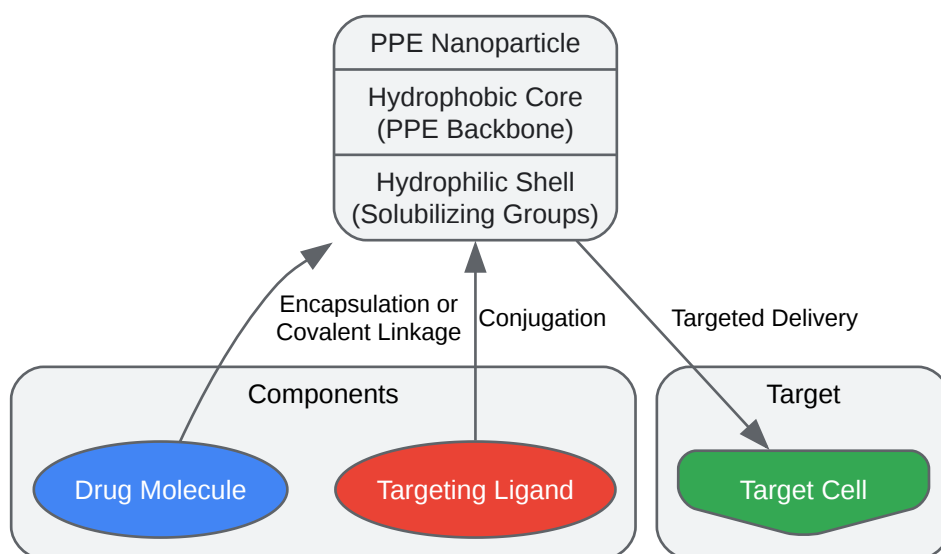 PPE Nanoparticle
Hydrophobic Core
(PPE Backbone)
Hydrophilic Shell
(Solubilizing Groups)
Encapsulation or
Covalent Linkage
Conjugation
Targeted Delivery
Components
Target
Drug Molecule
Targeting Ligand
Target Cell